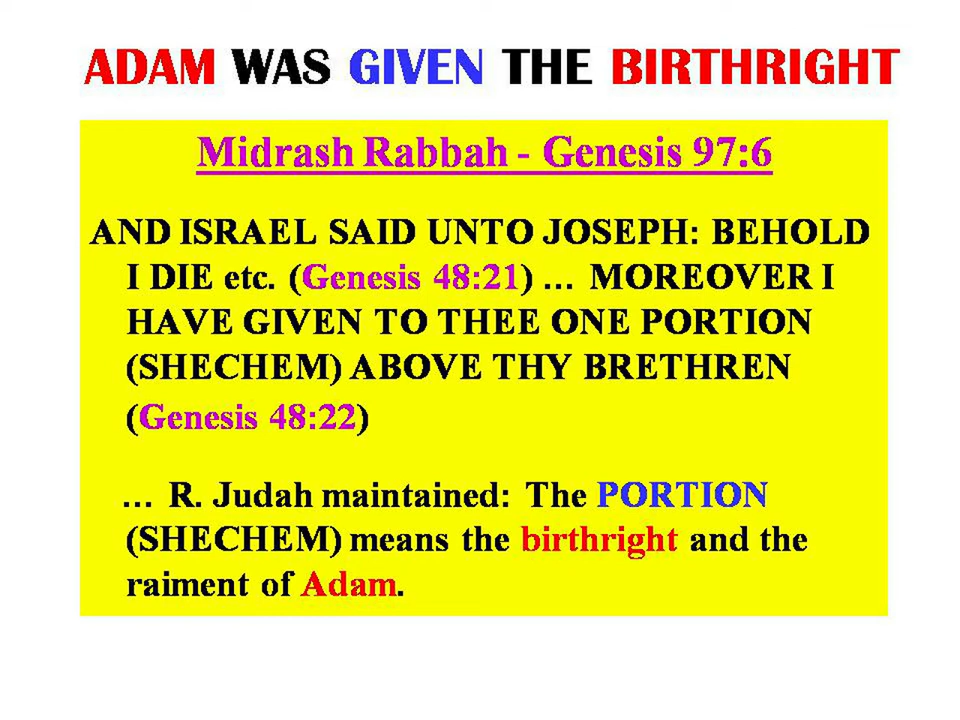 ADAM WAS GIVEN THE BIRTHRIGHT
Midrash Rabbah - Genesis 97:6
AND ISRAEL SAID UNTO JOSEPH: BEHOLD
I DIE etc. (Genesis 48:21) … MOREOVER I
HAVE GIVEN TO THEE ONE PORTION
(SHECHEM) ABOVE THY BRETHREN
(Genesis 48:22)
… R. Judah maintained: The PORTION
(SHECHEM) means the birthright and the
raiment of Adam.